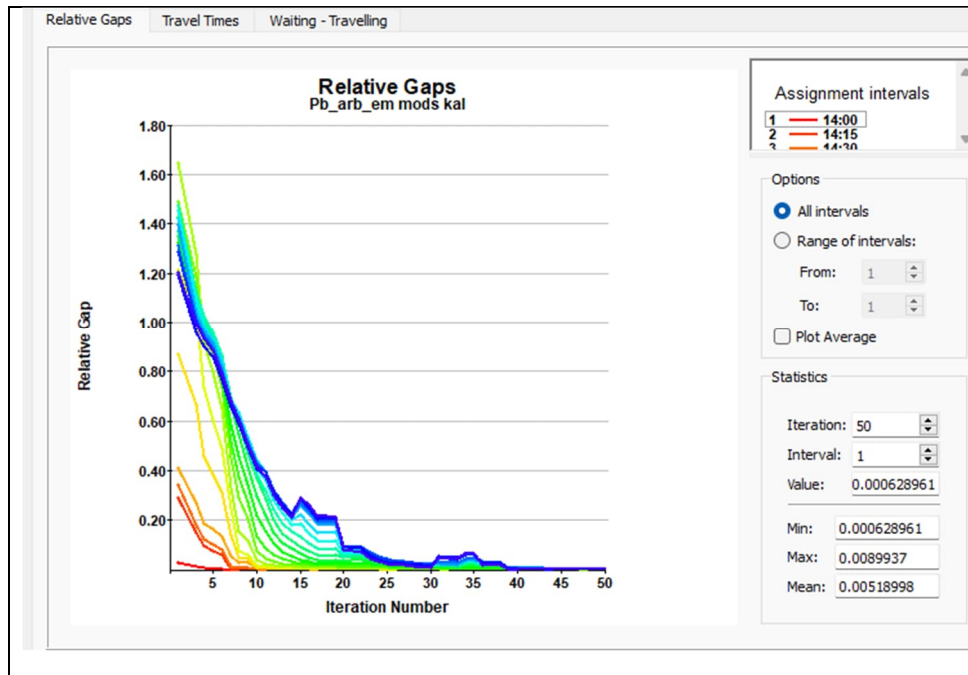 Relative Gaps Travel Times Waiting - Travelling
Relative Gaps
Pb_arb_em mods kal
1.80
1.60
1.40
1.20
1.00
0.80
0.60
0.40
0.20
Relative Gap
5 10 15 20 25 30 35 40 45 50
Iteration Number
Assignment intervals
1 14:00
2 14:15
3 14:30
Options
All intervals
Range of intervals:
From: 1
To: 1
Plot Average
Statistics
Iteration: 50
Interval: 1
Value: 0.000628961
Min: 0.000628961
Max: 0.0089937
Mean: 0.00518998